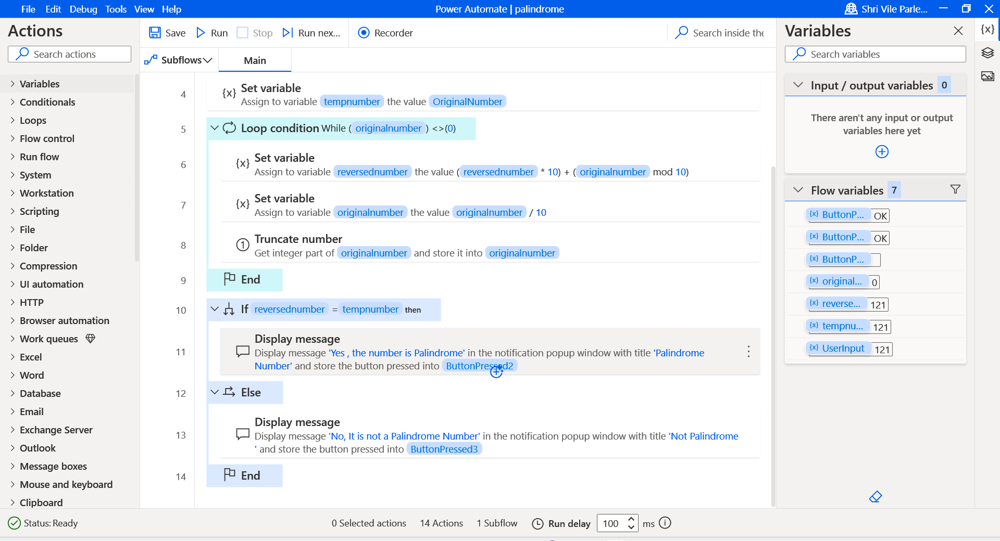 File Edit Debug Tools View Help
Power Automate | palindrome
Shri Vile Parle...
Actions
Search actions
Variables
Conditionals
Loops
Flow control
Run flow
System
Workstation
Scripting
File
Folder
Compression
UI automation
HTTP
Browser automation
Work queues
Excel
Word
Database
Email
Exchange Server
Outlook
Message boxes
Mouse and keyboard
Clipboard
Save Run Stop Run nex... Recorder
Search inside the
Subflows Main
4 {x} Set variable
Assign to variable tempnumber the value OriginalNumber
5 Loop condition While ( originalnumber ) <>(0)
6 {x} Set variable
Assign to variable reversednumber the value ( reversednumber * 10) + ( originalnumber mod 10)
7 {x} Set variable
Assign to variable originalnumber the value originalnumber / 10
8 1 Truncate number
Get integer part of originalnumber and store it into originalnumber
9 End
10 If reversednumber = tempnumber then
11 Display message
Display message 'Yes , the number is Palindrome' in the notification popup window with title 'Palindrome
Number' and store the button pressed into ButtonPressed2
12 Else
13 Display message
Display message 'No, It is not a Palindrome Number' in the notification popup window with title 'Not Palindrome
' and store the button pressed into ButtonPressed3
14 End
Variables
{x}
Search variables
Input / output variables 0
There aren't any input or output
variables here yet
Flow variables 7
{x} ButtonP... OK
{x} ButtonP... OK
{x} ButtonP...
{x} original... 0
{x} reverse... 121
{x} tempnu... 121
{x} UserInput 121
Status: Ready
0 Selected actions 14 Actions 1 Subflow Run delay 100 ms